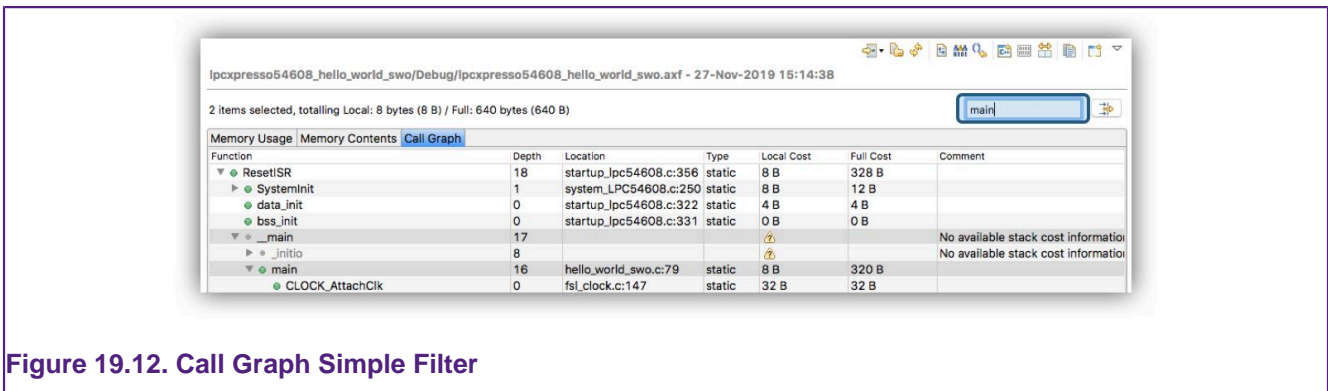 lpcxpresso54608_hello_world_swo/Debug/lpcxpresso54608_hello_world_swo.axf - 27-Nov-2019 15:14:38
2 items selected, totalling Local: 8 bytes (8 B) / Full: 640 bytes (640 B) main
Memory Usage Memory Contents Call Graph
Function Depth Location Type Local Cost Full Cost Comment
ResetISR 18 startup_lpc54608.c:356 static 8 B 328 B
SystemInit 1 system_LPC54608.c:250 static 8 B 12 B
data_init 0 startup_lpc54608.c:322 static 4 B 4 B
bss_init 0 startup_lpc54608.c:331 static 0 B 0 B
__main 17 No available stack cost informatio
_initio 8 No available stack cost informatio
main 16 hello_world_swo.c:79 static 8 B 320 B
CLOCK_AttachClk 0 fsl_clock.c:147 static 32 B 32 B
Figure 19.12. Call Graph Simple Filter